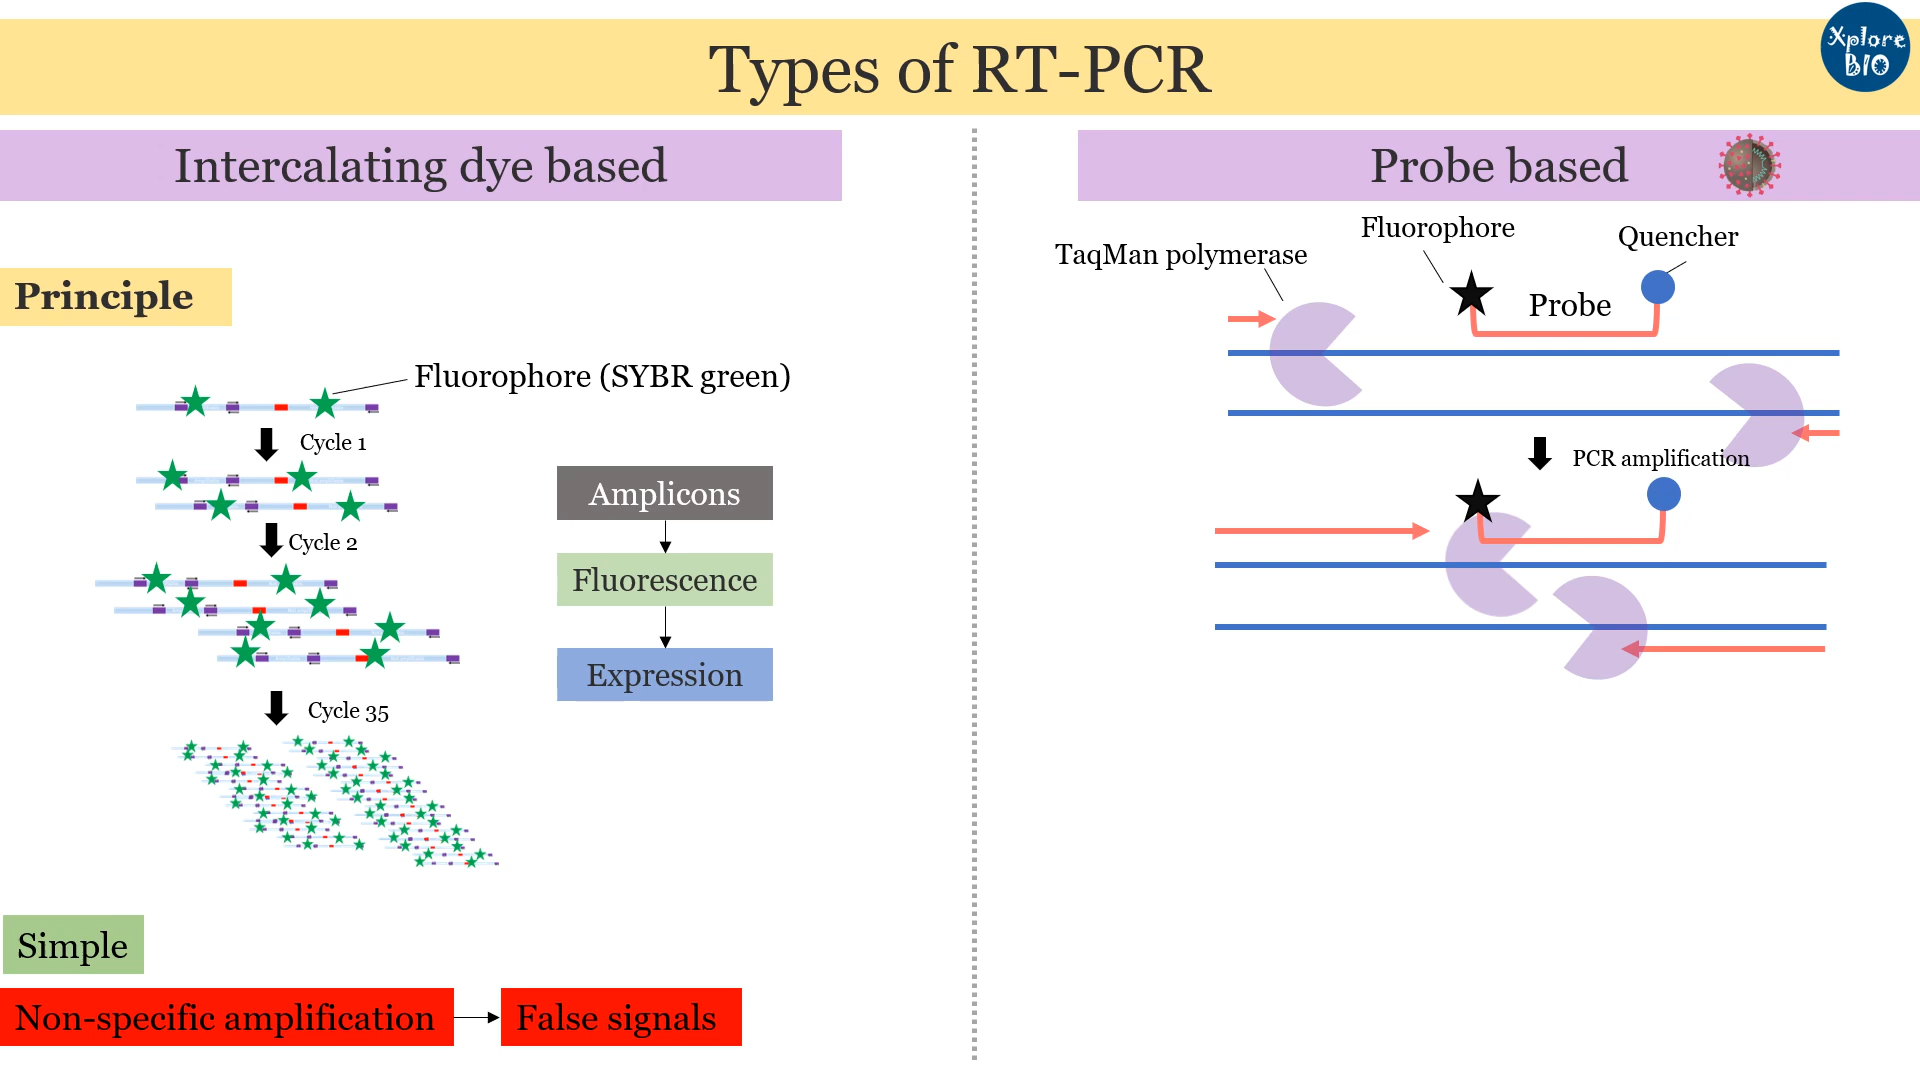 Types of RT-PCR
Xplore
BIO
Intercalating dye based
Principle
Fluorophore (SYBR green)
Cycle 1
Cycle 2
Cycle 35
Amplicons
Fluorescence
Expression
Simple
Non-specific amplification
False signals
Probe based
TaqMan polymerase
Fluorophore
Quencher
Probe
PCR amplification